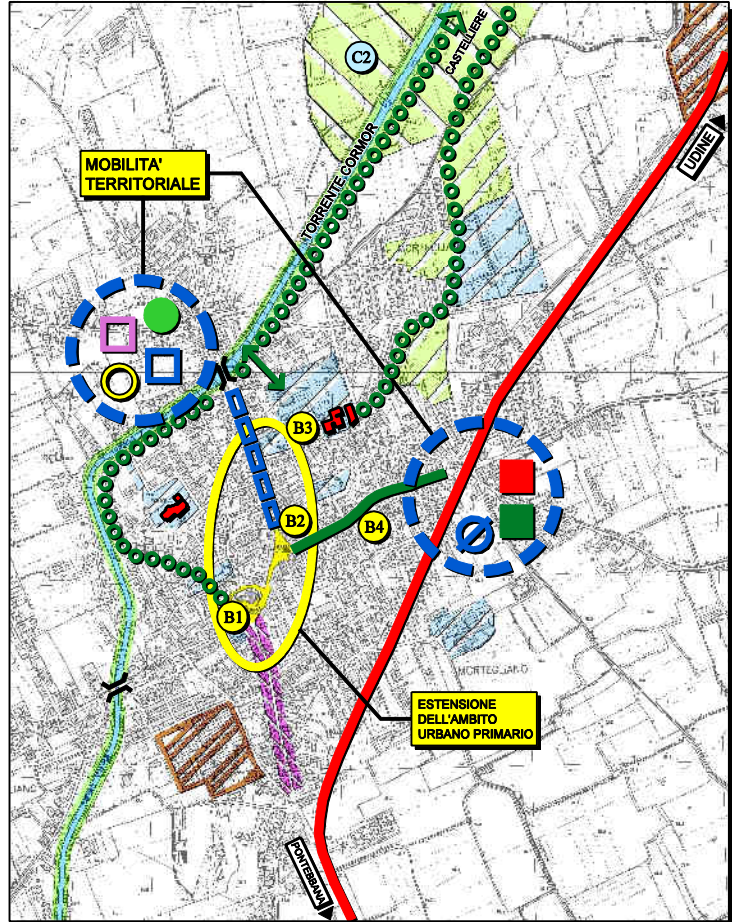 C2
CASTELLIERE
UDINE
TORRENTE CORMOR
MOBILITA'
TERRITORIALE
B3
B2
B4
B1
MORTEGLIANO
ESTENSIONE
DELL'AMBITO
URBANO PRIMARIO
PONTEBBANA